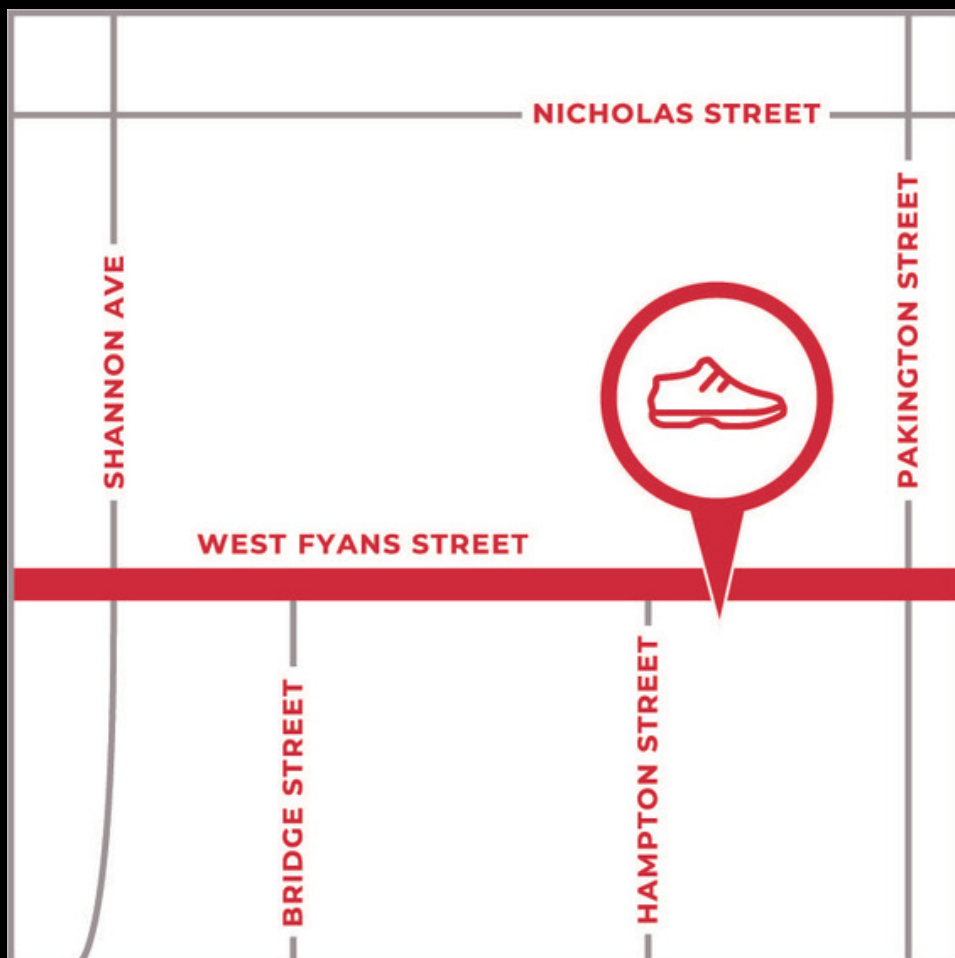 NICHOLAS STREET
SHANNON AVE
PAKINGTON STREET
WEST FYANS STREET
BRIDGE STREET
HAMPTON STREET